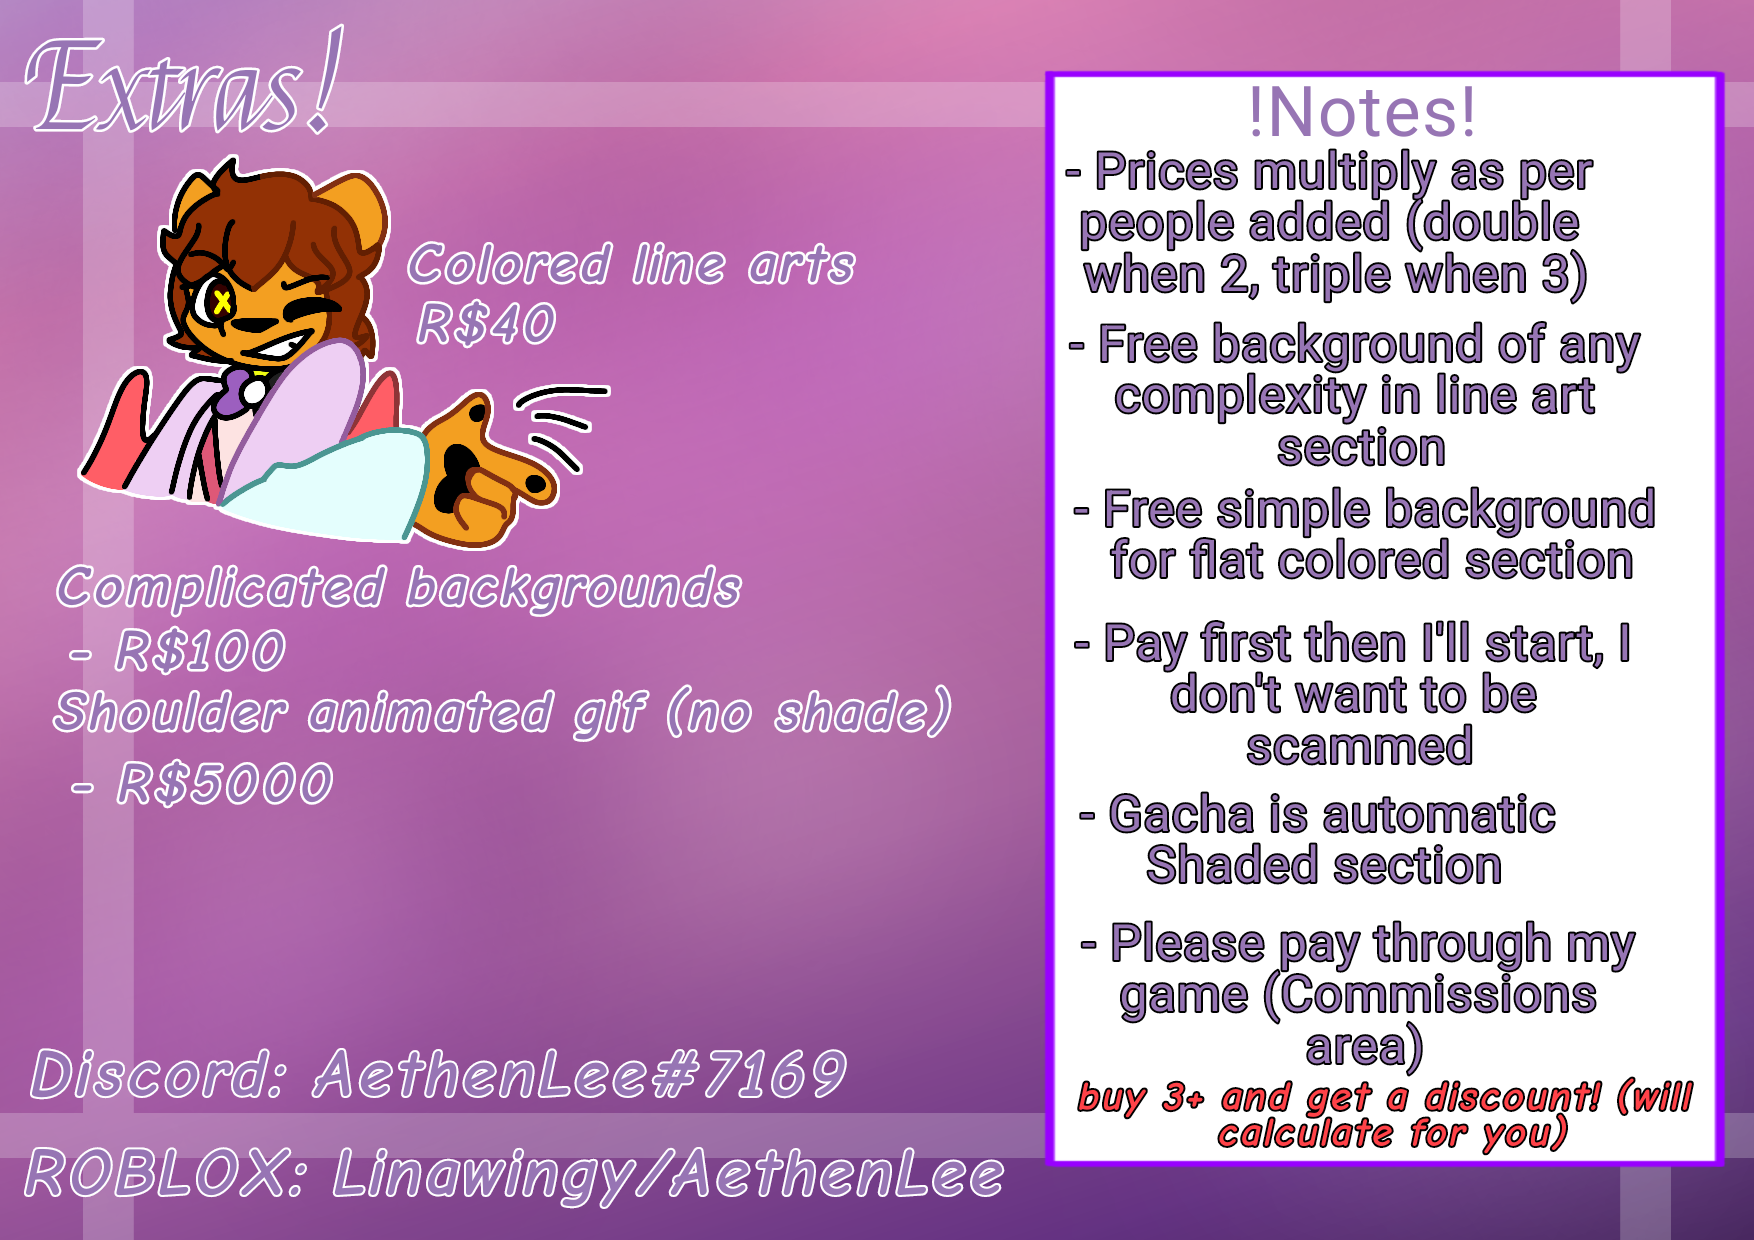 Extras!
Colored line arts
R$40
Complicated backgrounds
- R$100
Shoulder animated gif (no shade)
- R$5000
Discord: AethenLee#7169
ROBLOX: Linawingy/AethenLee
!Notes!
- Prices multiply as per
people added (double
when 2, triple when 3)
- Free background of any
complexity in line art
section
- Free simple background
for flat colored section
- Pay first then I'll start, I
don't want to be
scammed
- Gacha is automatic
Shaded section
- Please pay through my
game (Commissions
area)
buy 3+ and get a discount! (will
calculate for you)